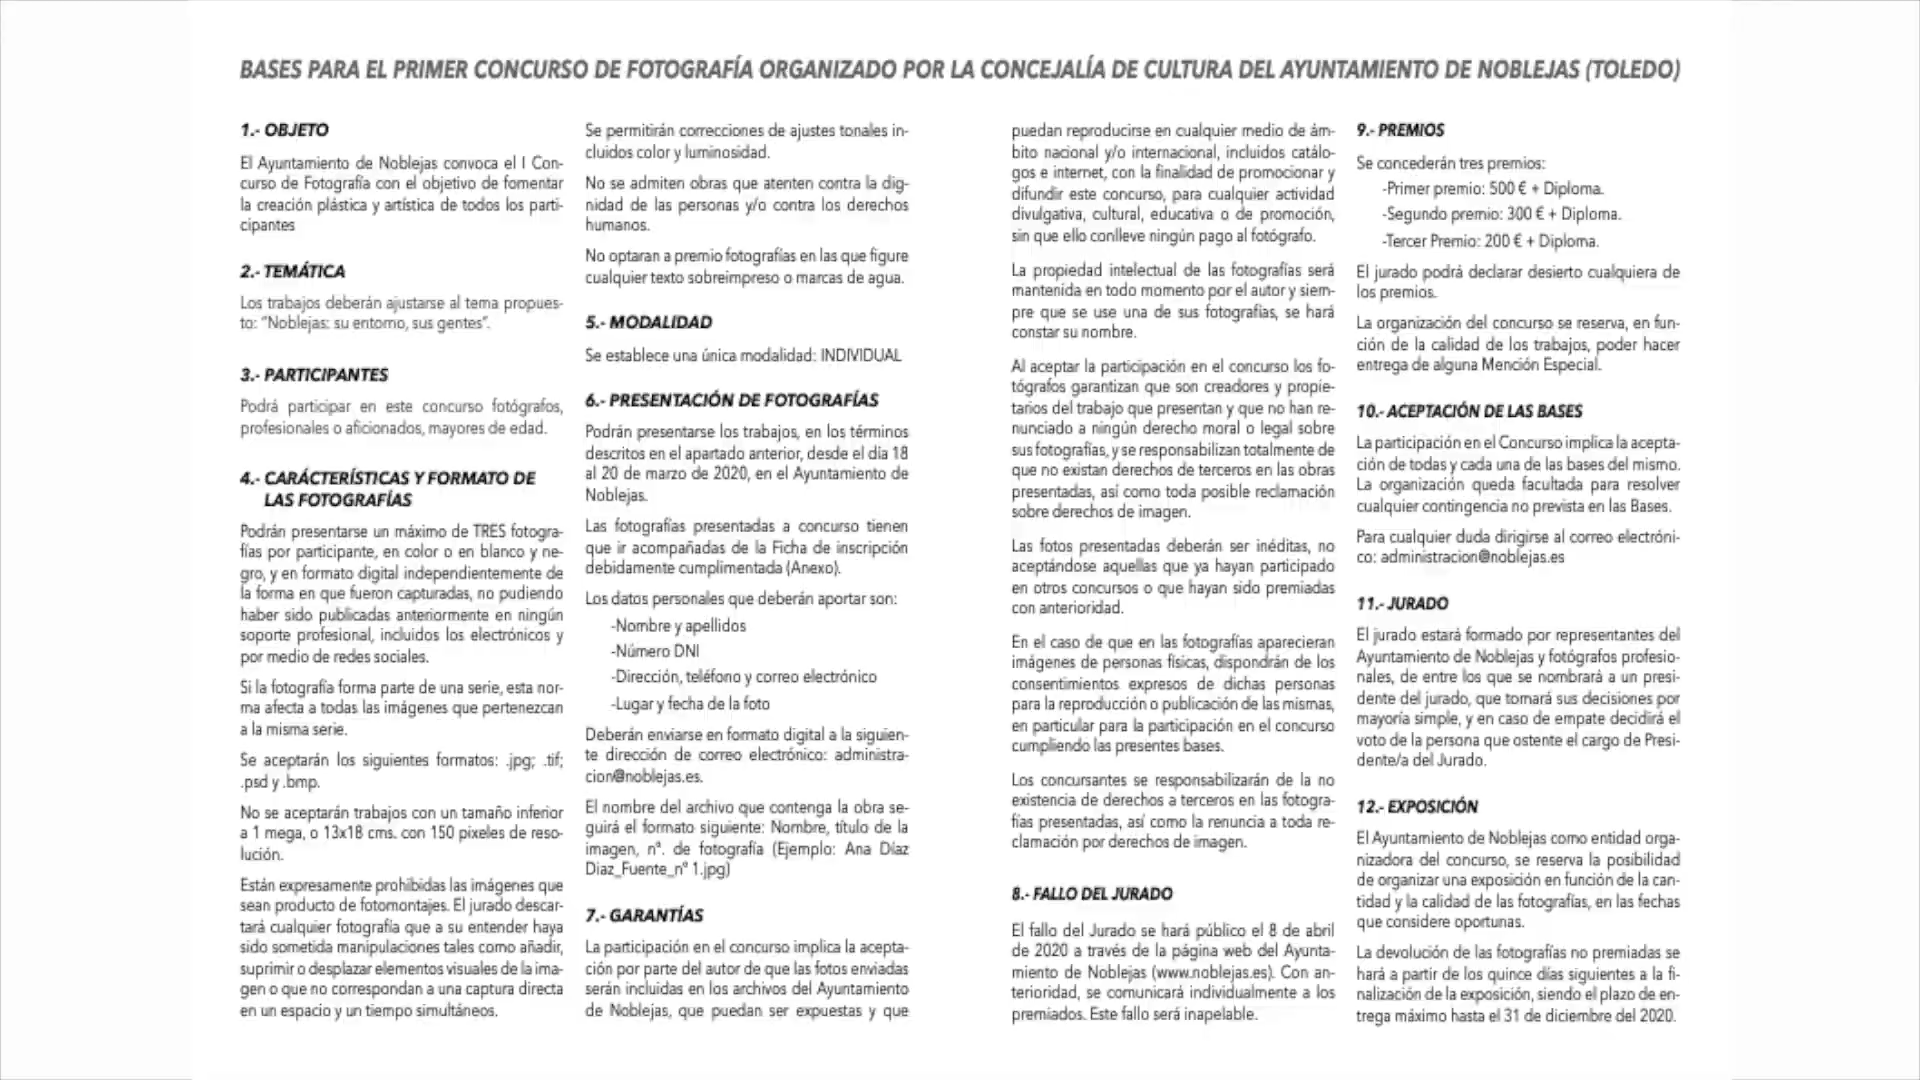 BASES PARA EL PRIMER CONCURSO DE FOTOGRAFÍA ORGANIZADO POR LA CONCEJALÍA DE CULTURA DEL AYUNTAMIENTO DE NOBLEJAS (TOLEDO)
1.- OBJETO
El Ayuntamiento de Noblejas convoca el I Con-
curso de Fotografía con el objetivo de fomentar
la creación plástica y artística de todos los parti-
cipantes
2.- TEMÁTICA
Los trabajos deberán ajustarse al tema propues-
to: “Noblejas: su entorno, sus gentes”.
3.- PARTICIPANTES
Podrá participar en este concurso fotógrafos,
profesionales o aficionados, mayores de edad.
4.- CARÁCTERÍSTICAS Y FORMATO DE
LAS FOTOGRAFÍAS
Podrán presentarse un máximo de TRES fotogra-
fías por participante, en color o en blanco y ne-
gro, y en formato digital independientemente de
la forma en que fueron capturadas, no pudiendo
haber sido publicadas anteriormente en ningún
soporte profesional, incluidos los electrónicos y
por medio de redes sociales.
Si la fotografía forma parte de una serie, esta nor-
ma afecta a todas las imágenes que pertenezcan
a la misma serie.
Se aceptarán los siguientes formatos: .jpg; .tif;
.psd y .bmp.
No se aceptarán trabajos con un tamaño inferior
a 1 mega, o 13x18 cms. con 150 pixeles de reso-
lución.
Están expresamente prohibidas las imágenes que
sean producto de fotomontajes. El jurado descar-
tará cualquier fotografía que a su entender haya
sido sometida manipulaciones tales como añadir,
suprimir o desplazar elementos visuales de la ima-
gen o que no correspondan a una captura directa
en un espacio y un tiempo simultáneos.
Se permitirán correcciones de ajustes tonales in-
cluidos color y luminosidad.
No se admiten obras que atenten contra la dig-
nidad de las personas y/o contra los derechos
humanos.
No optaran a premio fotografías en las que figure
cualquier texto sobreimpreso o marcas de agua.
5.- MODALIDAD
Se establece una única modalidad: INDIVIDUAL
6.- PRESENTACIÓN DE FOTOGRAFÍAS
Podrán presentarse los trabajos, en los términos
descritos en el apartado anterior, desde el día 18
al 20 de marzo de 2020, en el Ayuntamiento de
Noblejas.
Las fotografías presentadas a concurso tienen
que ir acompañadas de la Ficha de inscripción
debidamente cumplimentada (Anexo).
Los datos personales que deberán aportar son:
-Nombre y apellidos
-Número DNI
-Dirección, teléfono y correo electrónico
-Lugar y fecha de la foto
Deberán enviarse en formato digital a la siguien-
te dirección de correo electrónico: administra-
cion@noblejas.es.
El nombre del archivo que contenga la obra se-
guirá el formato siguiente: Nombre, título de la
imagen, nª. de fotografía (Ejemplo: Ana Díaz
Diaz_Fuente_nº 1.jpg)
7.- GARANTÍAS
La participación en el concurso implica la acepta-
ción por parte del autor de que las fotos enviadas
serán incluidas en los archivos del Ayuntamiento
de Noblejas, que puedan ser expuestas y que
puedan reproducirse en cualquier medio de ám-
bito nacional y/o internacional, incluidos catálo-
gos e internet, con la finalidad de promocionar y
difundir este concurso, para cualquier actividad
divulgativa, cultural, educativa o de promoción,
sin que ello conlleve ningún pago al fotógrafo.
La propiedad intelectual de las fotografías será
mantenida en todo momento por el autor y siem-
pre que se use una de sus fotografías, se hará
constar su nombre.
Al aceptar la participación en el concurso los fo-
tógrafos garantizan que son creadores y propie-
tarios del trabajo que presentan y que no han re-
nunciado a ningún derecho moral o legal sobre
sus fotografías, y se responsabilizan totalmente de
que no existan derechos de terceros en las obras
presentadas, así como toda posible reclamación
sobre derechos de imagen.
Las fotos presentadas deberán ser inéditas, no
aceptándose aquellas que ya hayan participado
en otros concursos o que hayan sido premiadas
con anterioridad.
En el caso de que en las fotografías aparecieran
imágenes de personas físicas, dispondrán de los
consentimientos expresos de dichas personas
para la reproducción o publicación de las mismas,
en particular para la participación en el concurso
cumpliendo las presentes bases.
Los concursantes se responsabilizarán de la no
existencia de derechos a terceros en las fotogra-
fías presentadas, así como la renuncia a toda re-
clamación por derechos de imagen.
8.- FALLO DEL JURADO
El fallo del Jurado se hará público el 8 de abril
de 2020 a través de la página web del Ayunta-
miento de Noblejas (www.noblejas.es). Con an-
terioridad, se comunicará individualmente a los
premiados. Este fallo será inapelable.
9.- PREMIOS
Se concederán tres premios:
-Primer premio: 500 € + Diploma.
-Segundo premio: 300 € + Diploma.
-Tercer Premio: 200 € + Diploma.
El jurado podrá declarar desierto cualquiera de
los premios.
La organización del concurso se reserva, en fun-
ción de la calidad de los trabajos, poder hacer
entrega de alguna Mención Especial.
10.- ACEPTACIÓN DE LAS BASES
La participación en el Concurso implica la acepta-
ción de todas y cada una de las bases del mismo.
La organización queda facultada para resolver
cualquier contingencia no prevista en las Bases.
Para cualquier duda dirigirse al correo electróni-
co: administracion@noblejas.es
11.- JURADO
El jurado estará formado por representantes del
Ayuntamiento de Noblejas y fotógrafos profesio-
nales, de entre los que se nombrará a un presi-
dente del jurado, que tomará sus decisiones por
mayoría simple, y en caso de empate decidirá el
voto de la persona que ostente el cargo de Presi-
dente/a del Jurado.
12.- EXPOSICIÓN
El Ayuntamiento de Noblejas como entidad orga-
nizadora del concurso, se reserva la posibilidad
de organizar una exposición en función de la can-
tidad y la calidad de las fotografías, en las fechas
que considere oportunas.
La devolución de las fotografías no premiadas se
hará a partir de los quince días siguientes a la fi-
nalización de la exposición, siendo el plazo de en-
trega máximo hasta el 31 de diciembre del 2020.